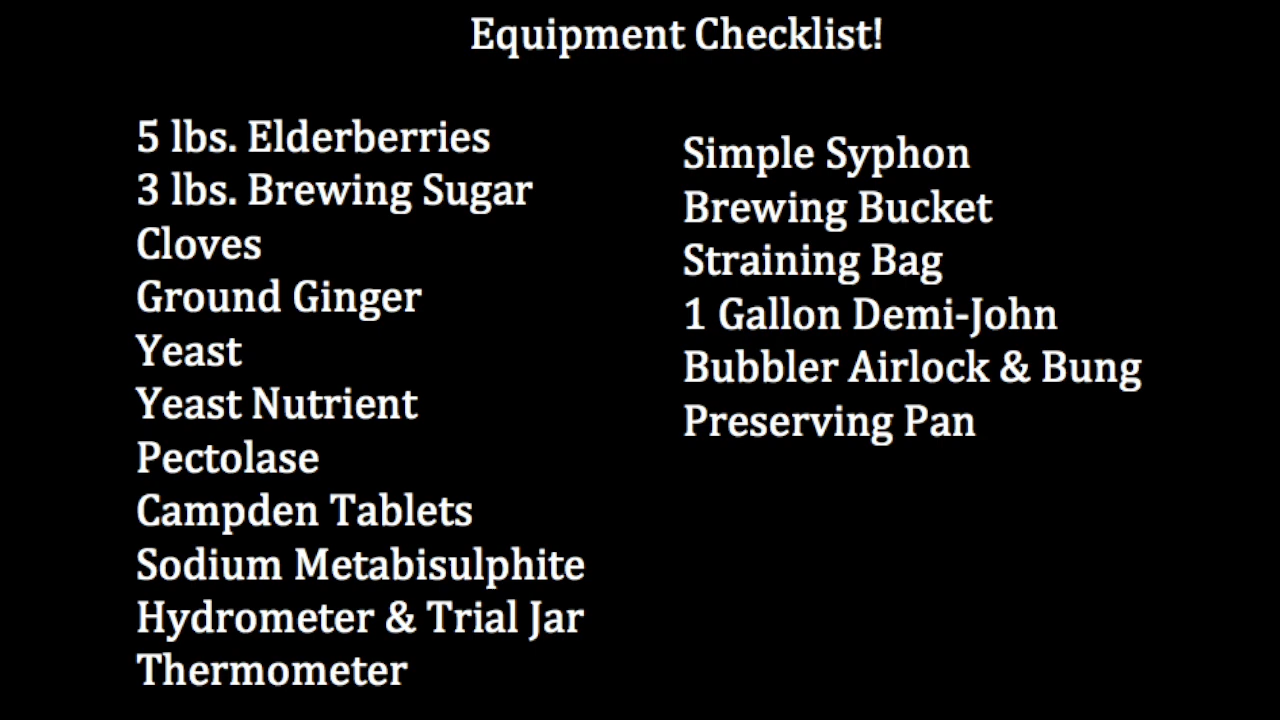 Equipment Checklist!
5 lbs. Elderberries
3 lbs. Brewing Sugar
Cloves
Ground Ginger
Yeast
Yeast Nutrient
Pectolase
Campden Tablets
Sodium Metabisulphite
Hydrometer & Trial Jar
Thermometer
Simple Syphon
Brewing Bucket
Straining Bag
1 Gallon Demi-John
Bubbler Airlock & Bung
Preserving Pan